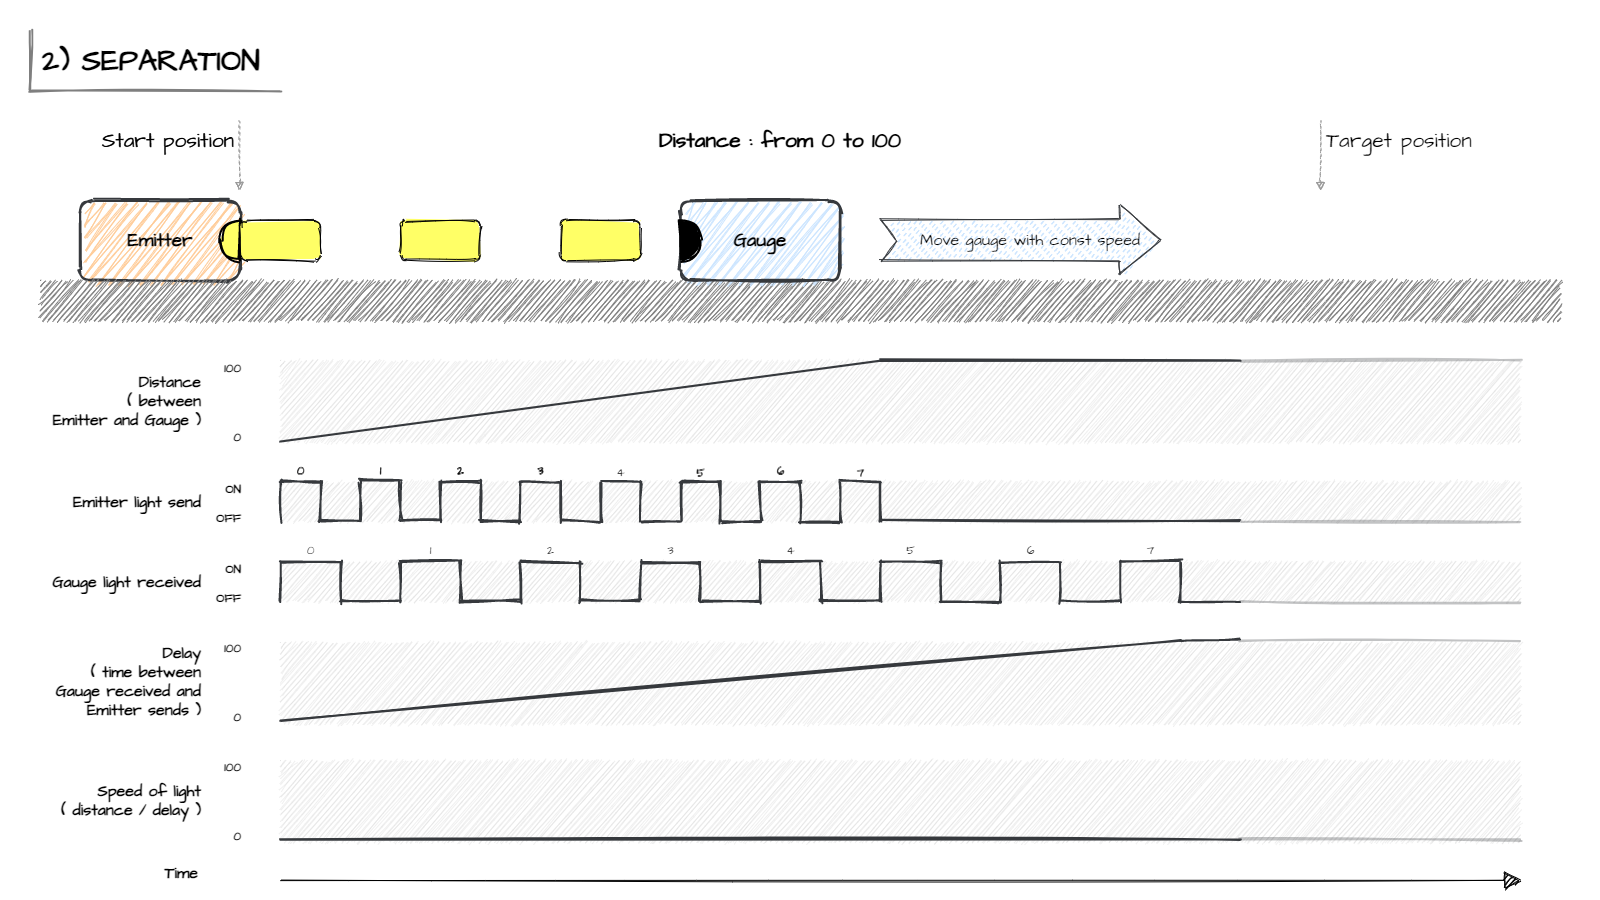 2) SEPARATION
Start position
Distance : from 0 to 100
Target position
Emitter
Gauge
Move gauge with const speed
Distance
( between
Emitter and Gauge )
100
0
Emitter light send
ON
OFF
0 1 2 3 4 5 6 7
Gauge light received
ON
OFF
0 1 2 3 4 5 6 7
Delay
( time between
Gauge received and
Emitter sends )
100
0
Speed of light
( distance / delay )
100
0
Time